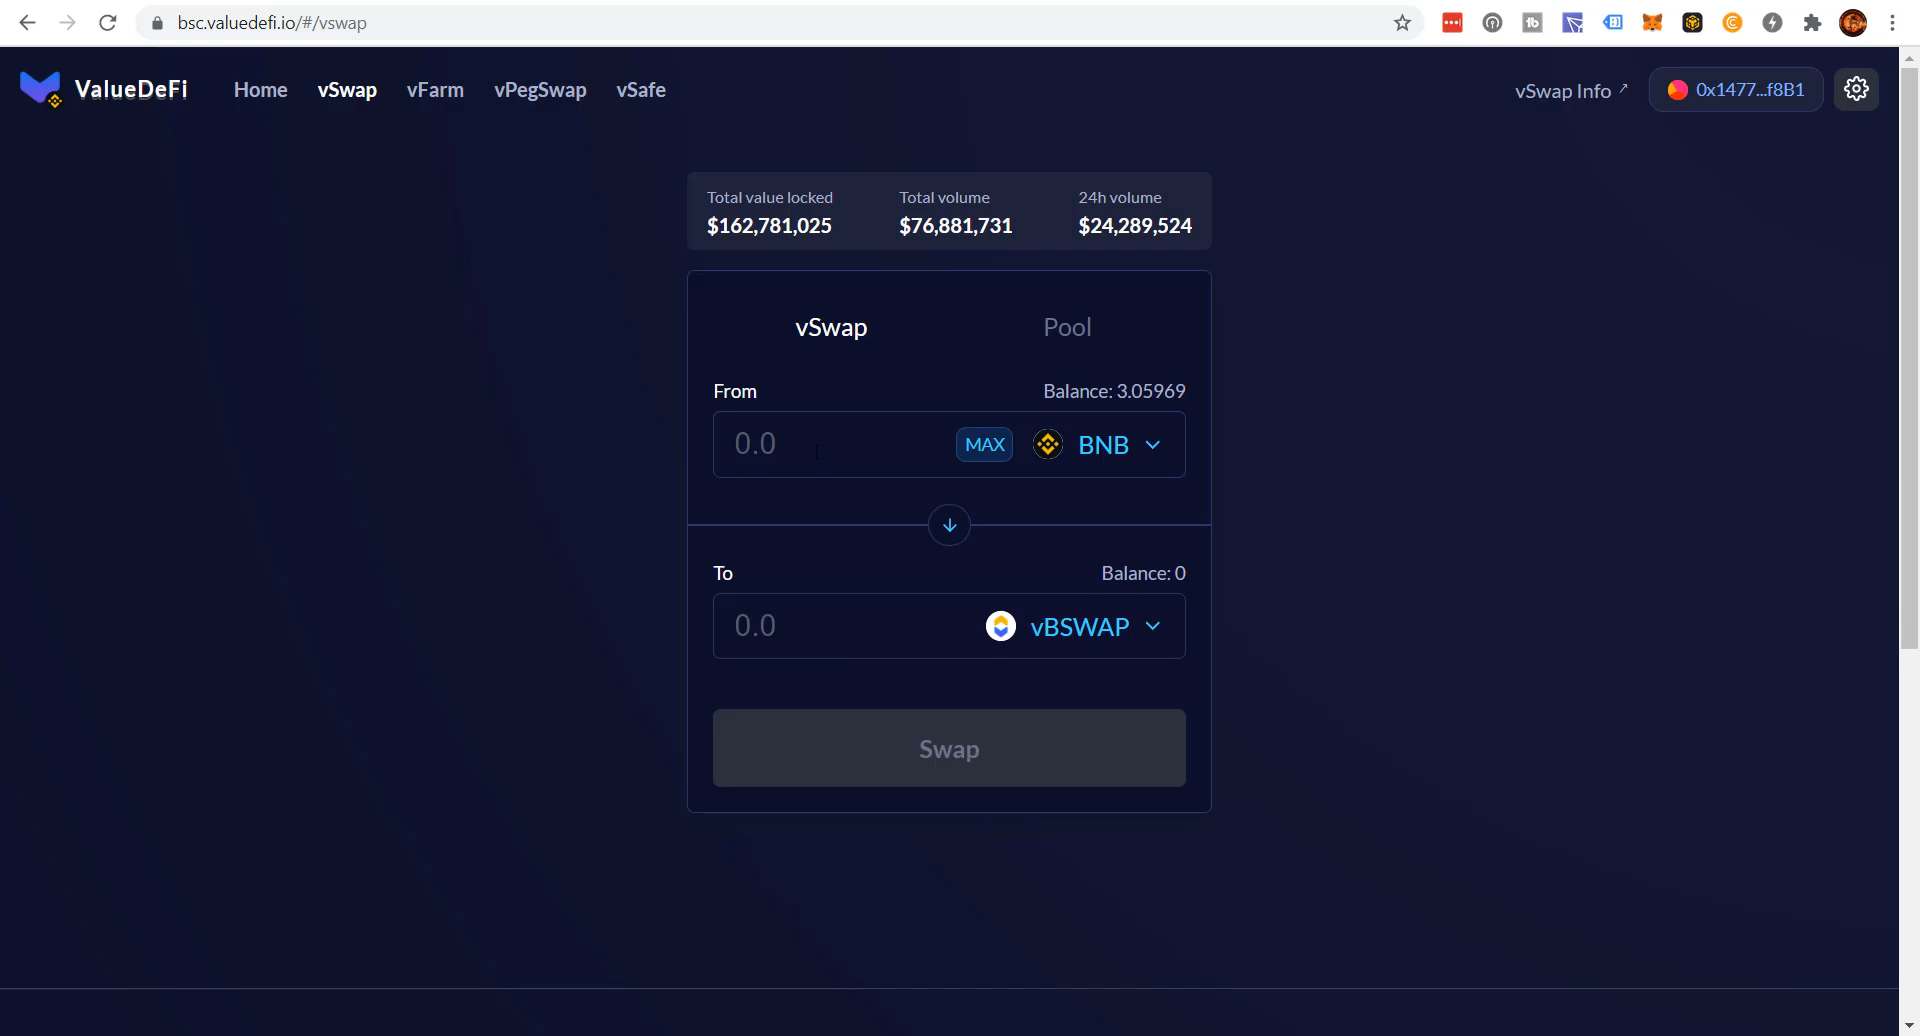 bsc.valuedefi.io/#/vswap
ValueDeFi Home vSwap vFarm vPegSwap vSafe vSwap Info ↗ 0x1477...f8B1
Total value locked Total volume 24h volume
$162,781,025 $76,881,731 $24,289,524
vSwap Pool
From Balance: 3.05969
0.0 MAX BNB
To Balance: 0
0.0 vBSWAP
Swap